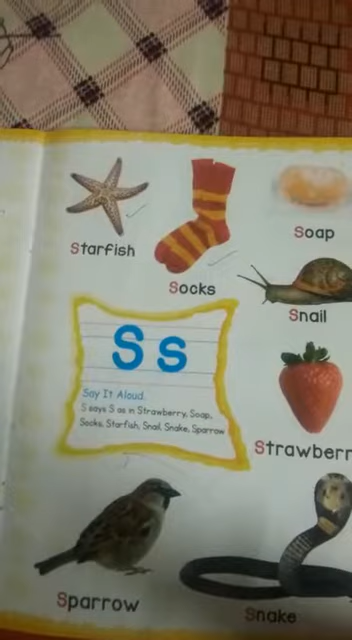 Starfish
Socks
Soap
Snail
S s
Say It Aloud.
S says S as in Strawberry, Soap,
Socks, Starfish, Snail, Snake, Sparrow
Strawberr
Sparrow
Snake